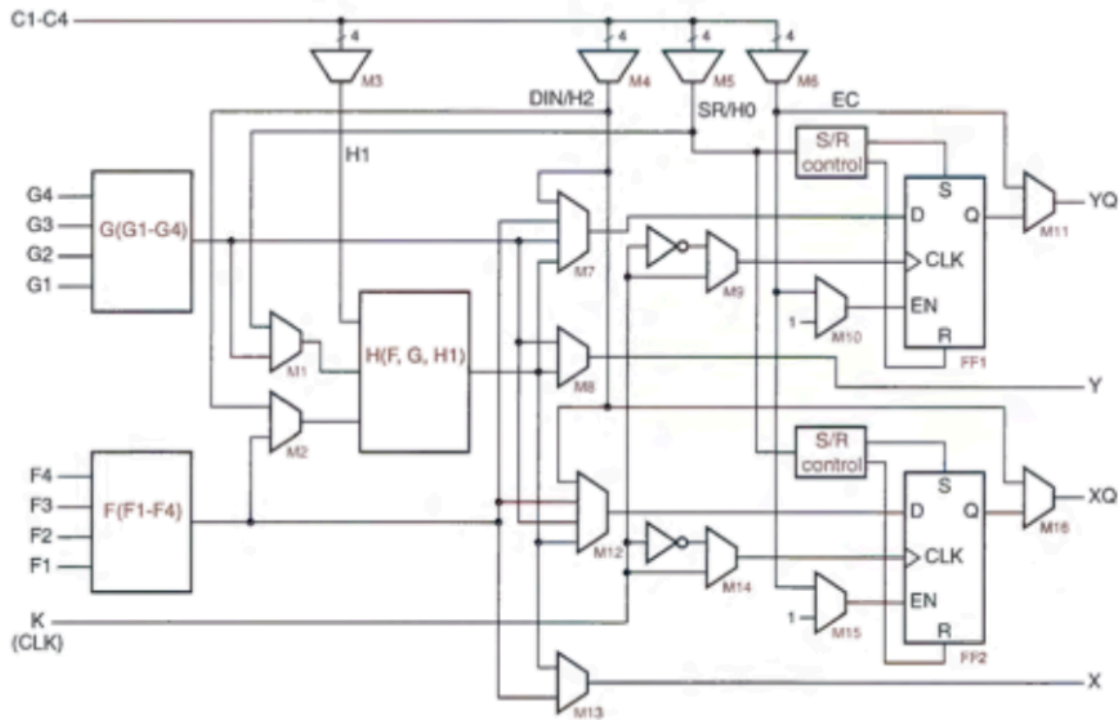 C1-C4
4
4
4
4
M3
M4
M5
M6
DIN/H2
SR/H0
EC
H1
S/R
control
G4
G3
G2
G1
G(G1-G4)
M7
M9
M10
1
D
S
Q
CLK
EN
R
FF1
M11
YQ
M1
M2
H(F, G, H1)
M8
Y
F4
F3
F2
F1
F(F1-F4)
S/R
control
M12
M14
M15
1
D
S
Q
CLK
EN
R
FF2
M16
XQ
K
(CLK)
M13
X